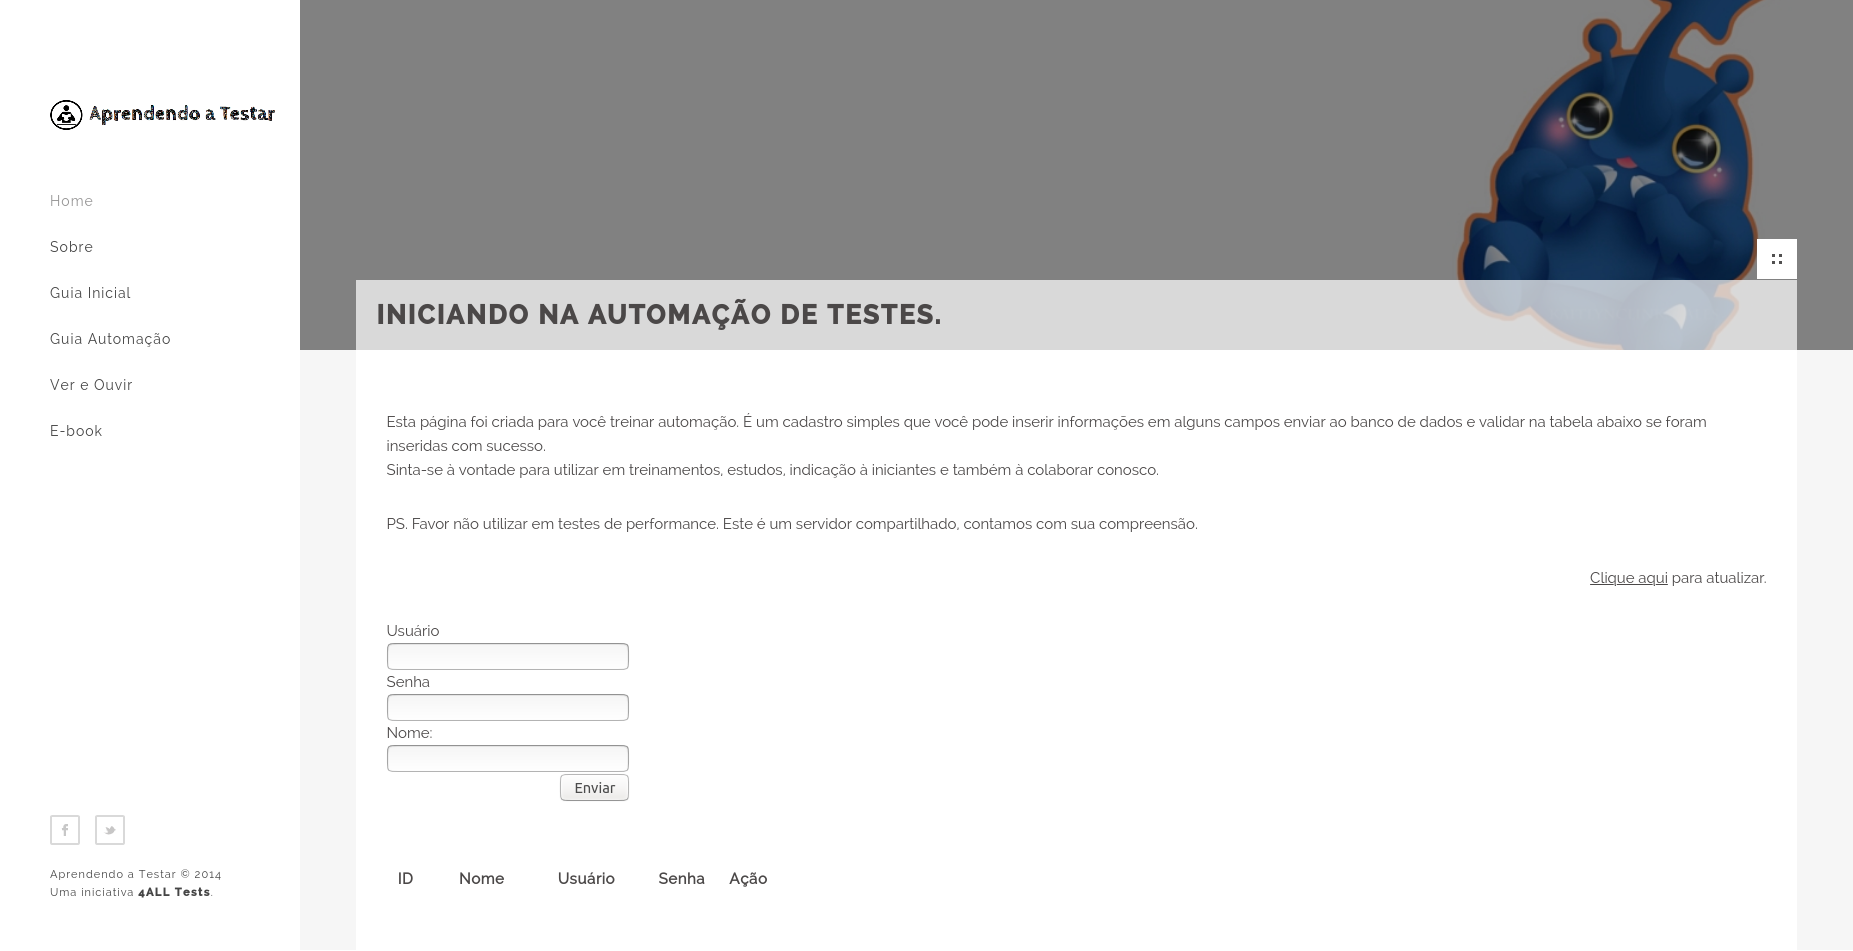 Aprendendo a Testar
Home
Sobre
Guia Inicial
Guia Automação
Ver e Ouvir
E-book
Aprendendo a Testar © 2014
Uma iniciativa 4ALL Tests.
INICIANDO NA AUTOMAÇÃO DE TESTES.
Esta página foi criada para você treinar automação. É um cadastro simples que você pode inserir informações em alguns campos enviar ao banco de dados e validar na tabela abaixo se foram
inseridas com sucesso.
Sinta-se à vontade para utilizar em treinamentos, estudos, indicação à iniciantes e também à colaborar conosco.
PS. Favor não utilizar em testes de performance. Este é um servidor compartilhado, contamos com sua compreensão.
Clique aqui para atualizar.
Usuário
Senha
Nome:
Enviar
ID Nome Usuário Senha Ação